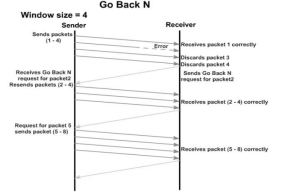 Go Back N
Window size = 4
Sender
Receiver
Sends packets
(1 - 4)
Error
Receives packet 1 correctly
Discards packet 3
Discards packet 4
Receives Go Back N
request for packet2
Resends packets (2 - 4)
Sends Go Back N
request for packet2
Receives packet (2 - 4) correctly
Request for packet 5
sends packet (5 - 8)
Receives packet (5 - 8) correctly